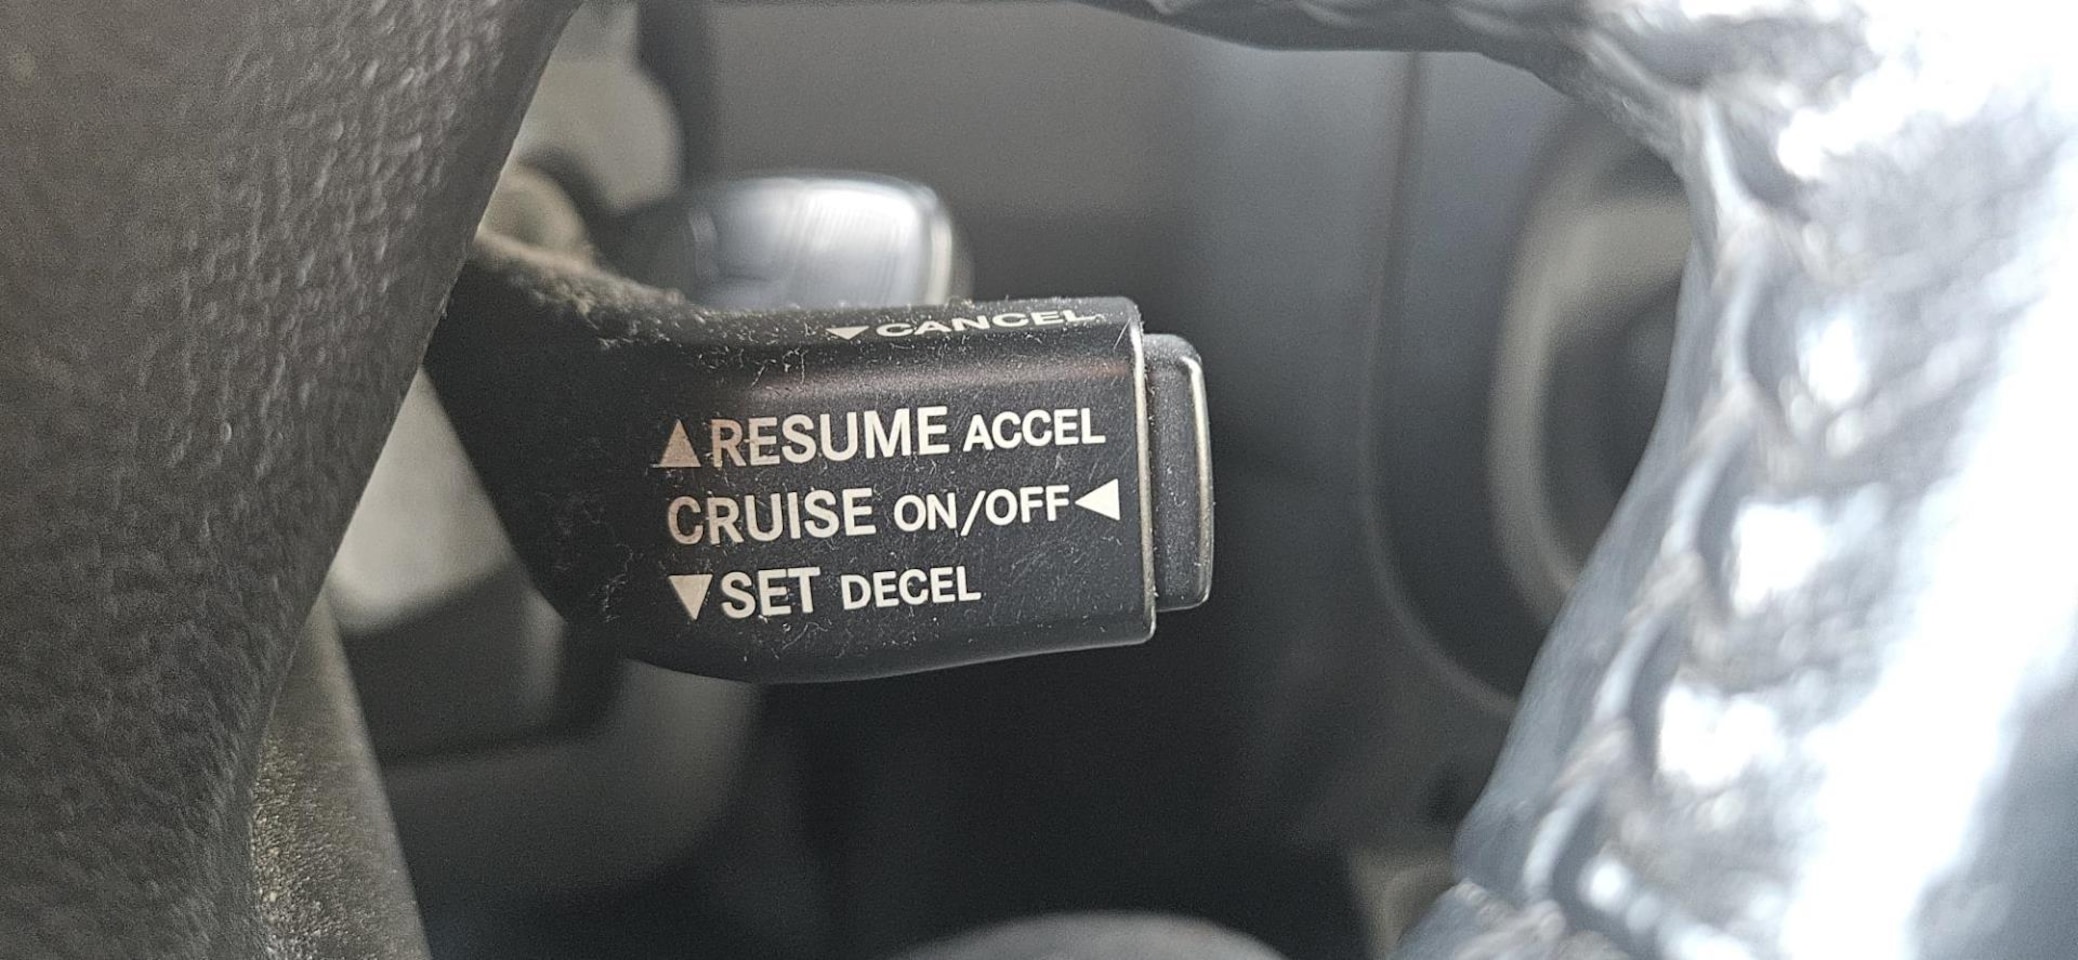 ▼CANCEL
▲RESUME ACCEL
CRUISE ON/OFF◀
▼SET DECEL